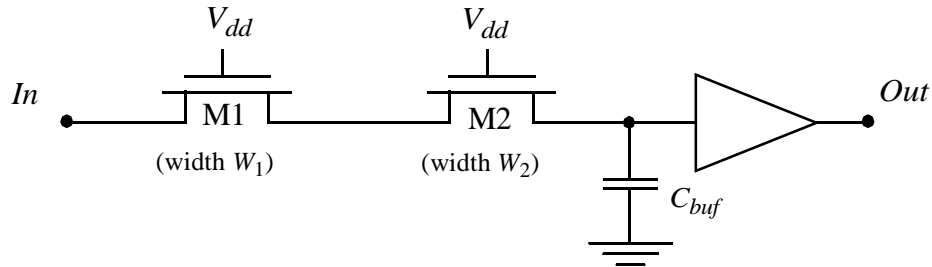 V_dd V_dd
In Out
M1 M2
(width W_1) (width W_2)
C_buf